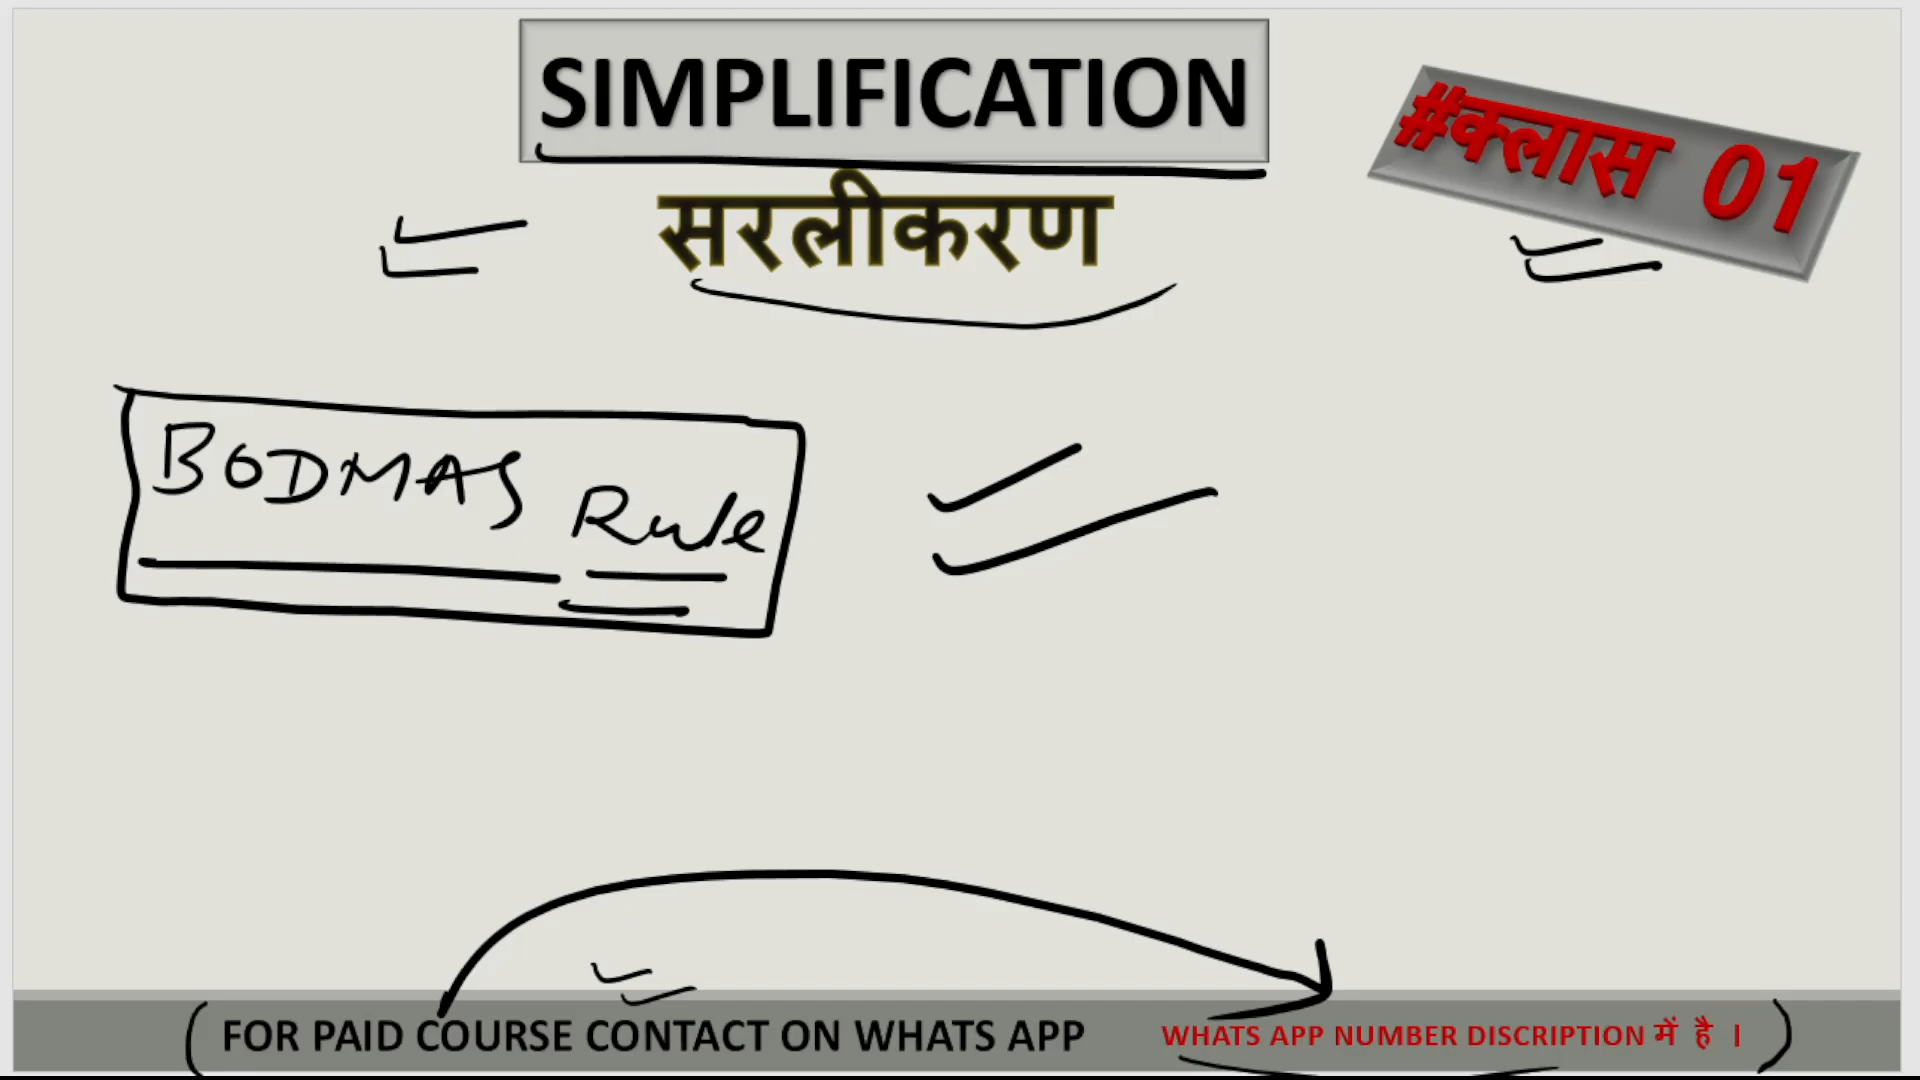 SIMPLIFICATION
#क्लास 01
सरलीकरण
BODMAS Rule
FOR PAID COURSE CONTACT ON WHATS APP WHATS APP NUMBER DISCRIPTION में है ।